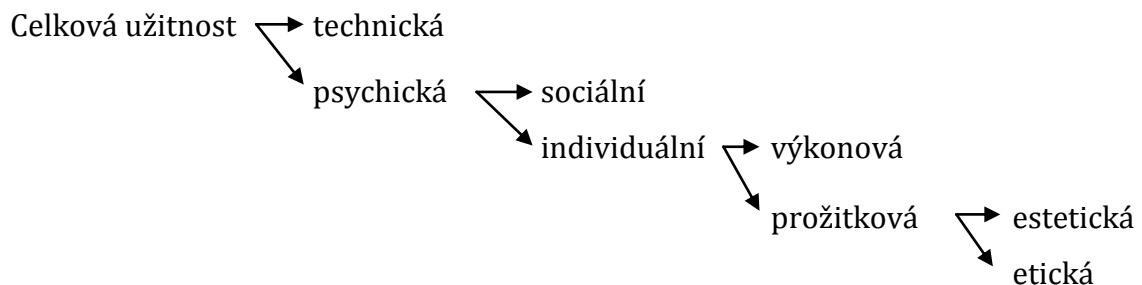 Celková užitnost technická
psychická sociální
individuální výkonová
prožitková estetická
etická